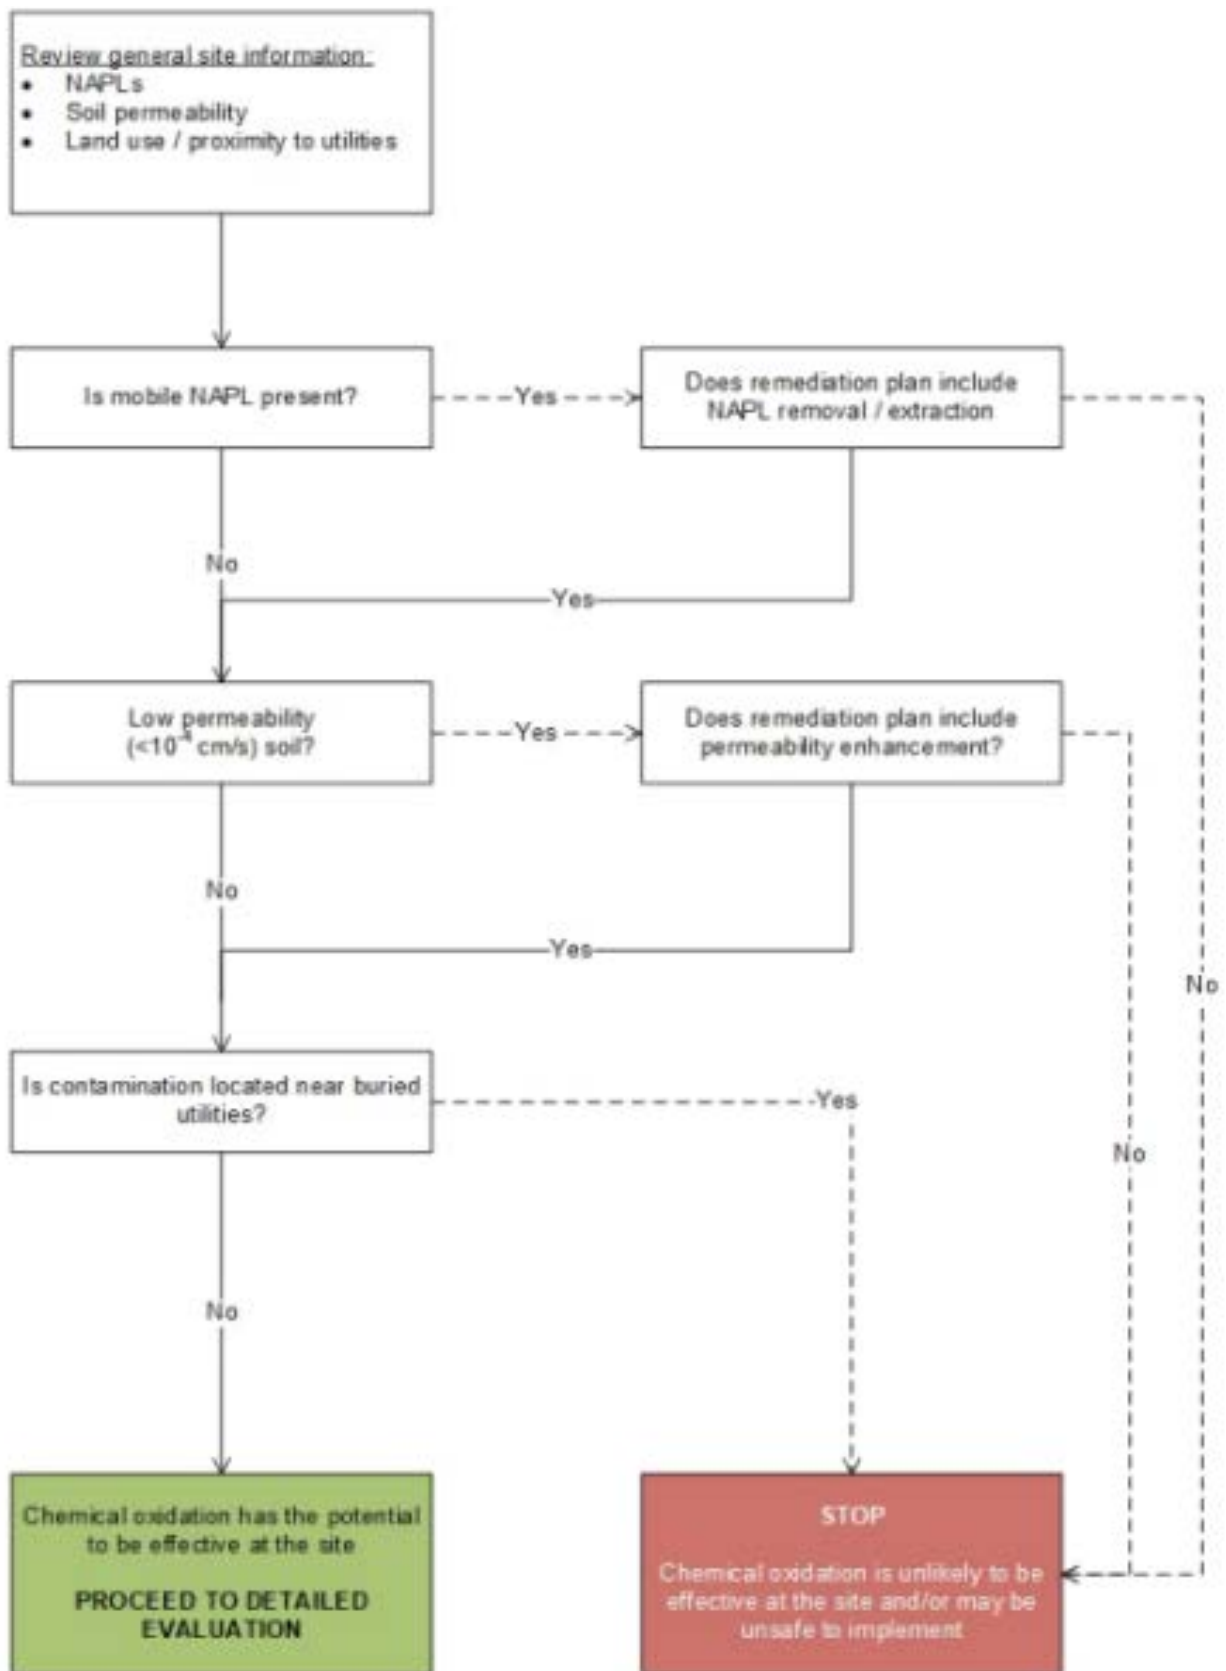 Review general site information:
• NAPLs
• Soil permeability
• Land use / proximity to utilities
Is mobile NAPL present?
Yes
Does remediation plan include
NAPL removal / extraction
No
Yes
Low permeability
(<10⁻⁴ cm/s) soil?
Yes
Does remediation plan include
permeability enhancement?
No
Yes
No
Is contamination located near buried
utilities?
Yes
No
No
Chemical oxidation has the potential
to be effective at the site
PROCEED TO DETAILED
EVALUATION
STOP
Chemical oxidation is unlikely to be
effective at the site and/or may be
unsafe to implement